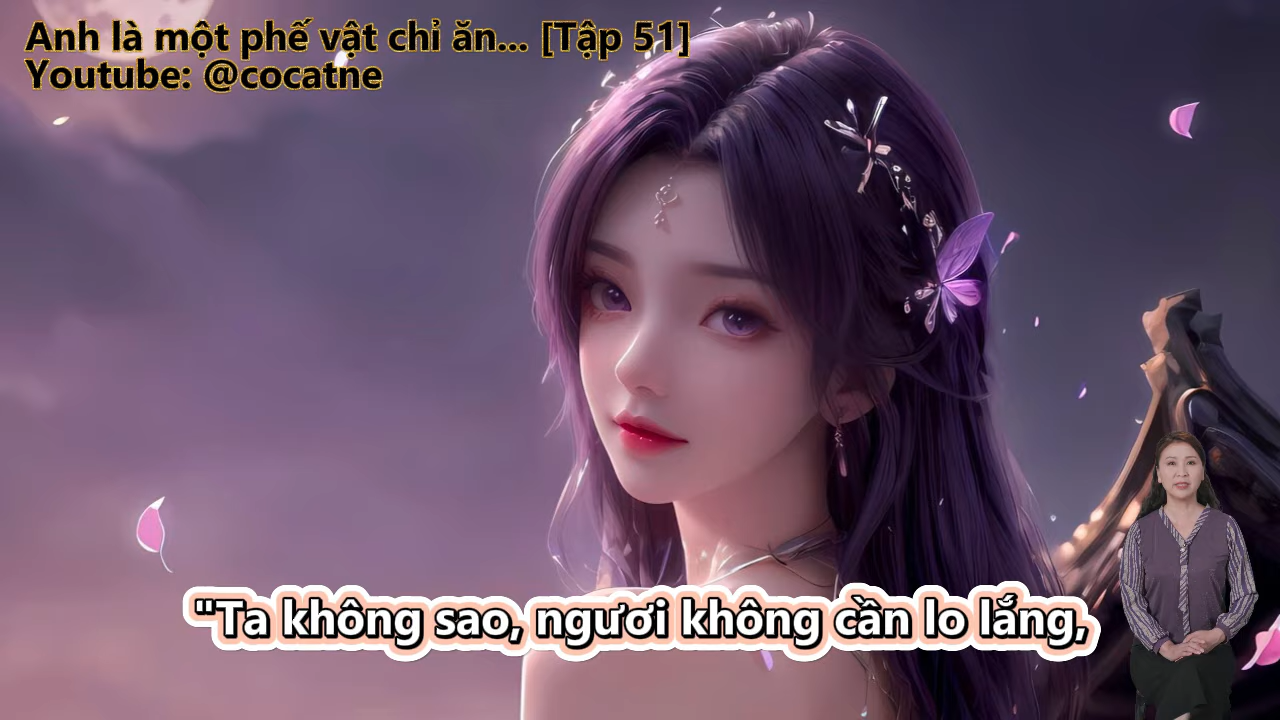 Anh là một phế vật chỉ ăn... [Tập 51]
Youtube: @cocatne
"Ta không sao, ngươi không cần lo lắng,